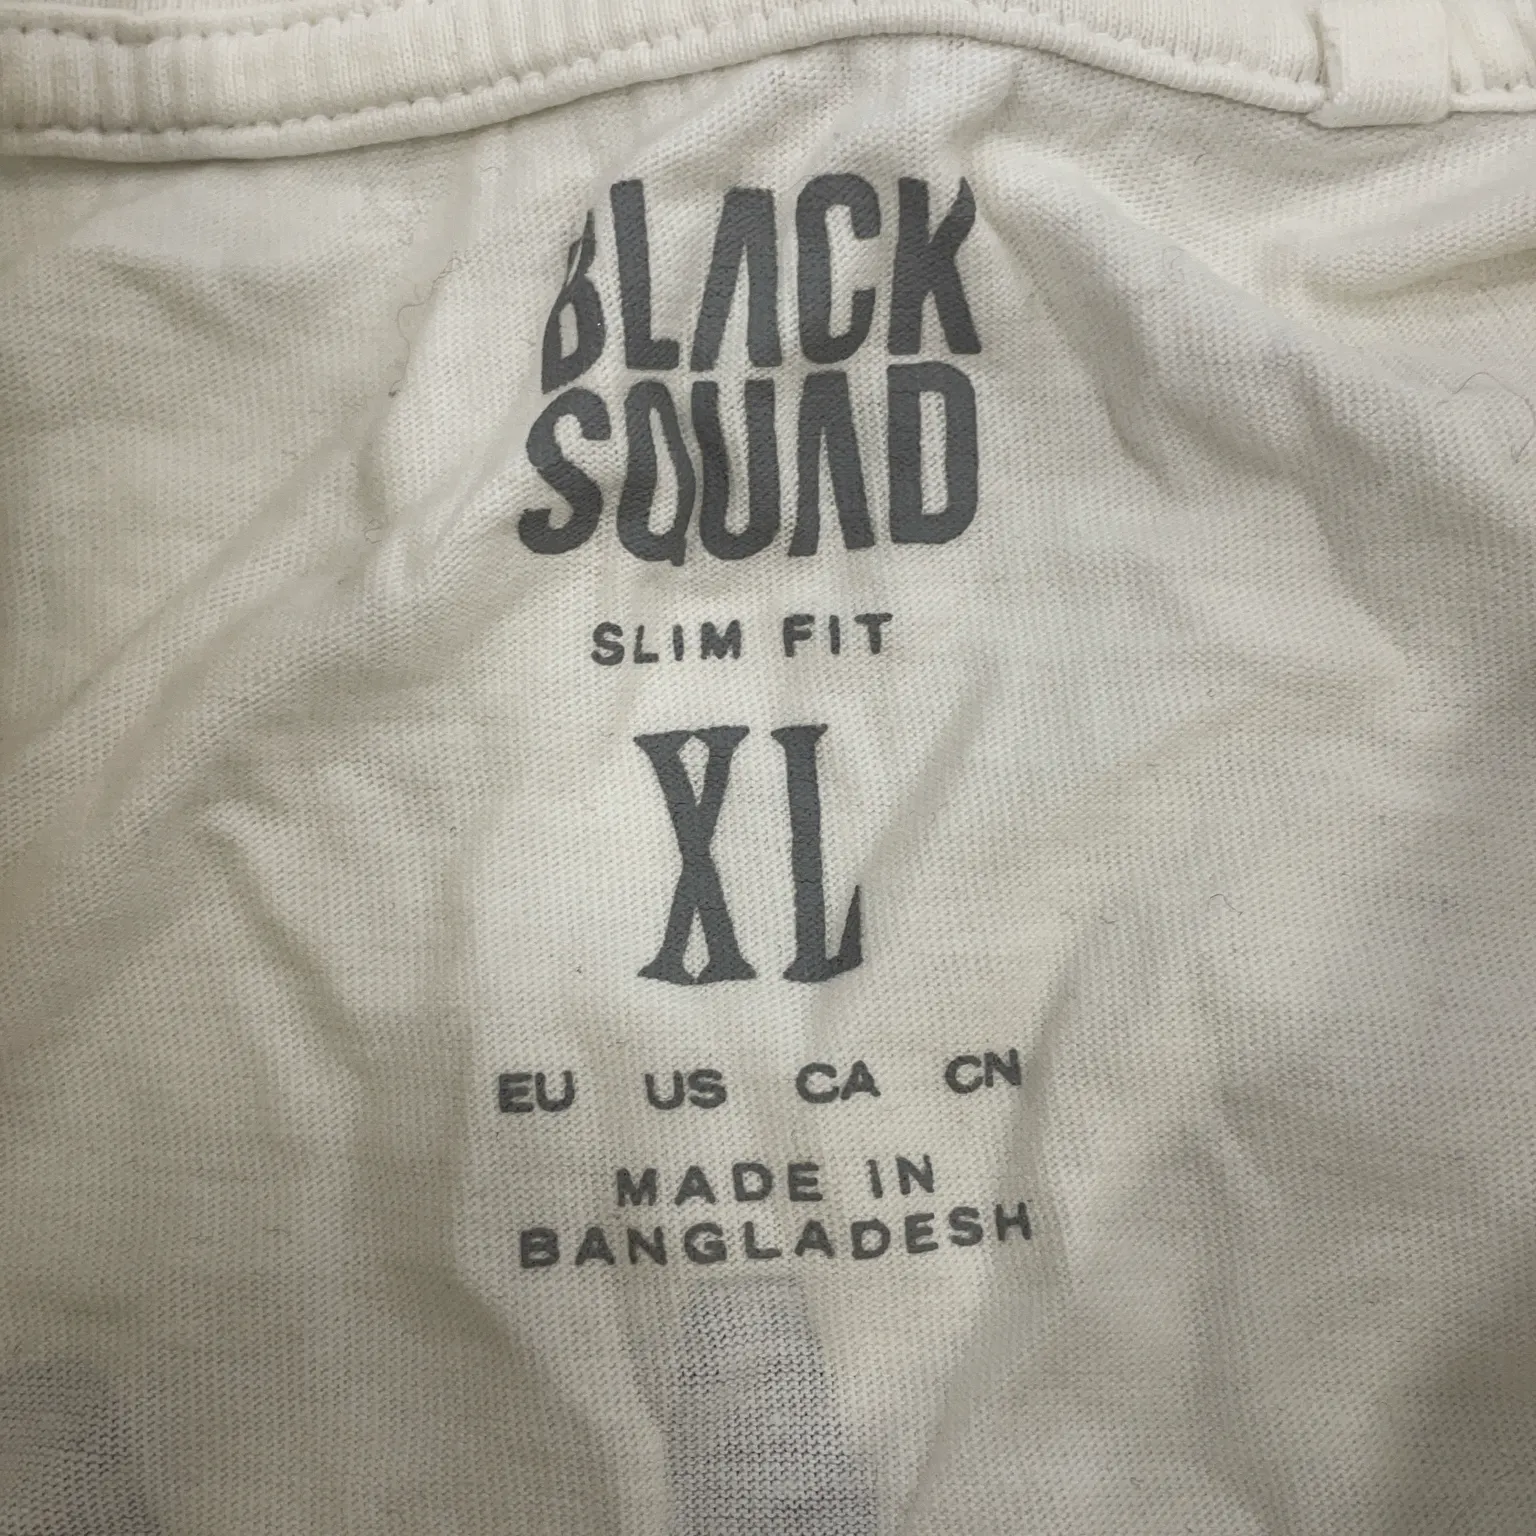 BLACK
SQUAD
SLIM FIT
XL
EU US CA CN
MADE IN
BANGLADESH